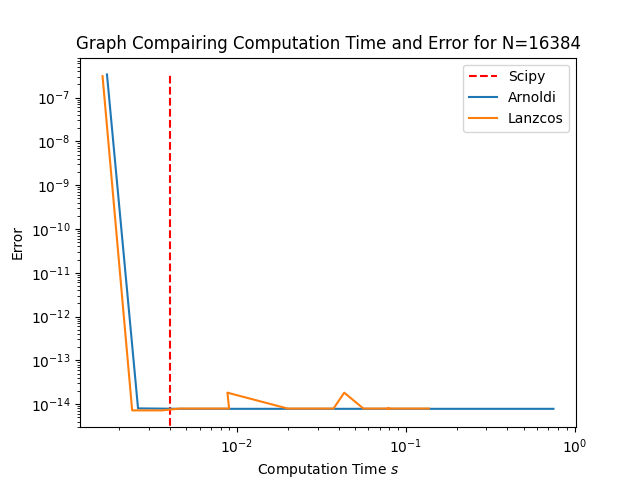 Graph Compairing Computation Time and Error for N=16384
Scipy
Arnoldi
Lanzcos
Error
10⁻⁷
10⁻⁸
10⁻⁹
10⁻¹⁰
10⁻¹¹
10⁻¹²
10⁻¹³
10⁻¹⁴
10⁻²
10⁻¹
10⁰
Computation Time s